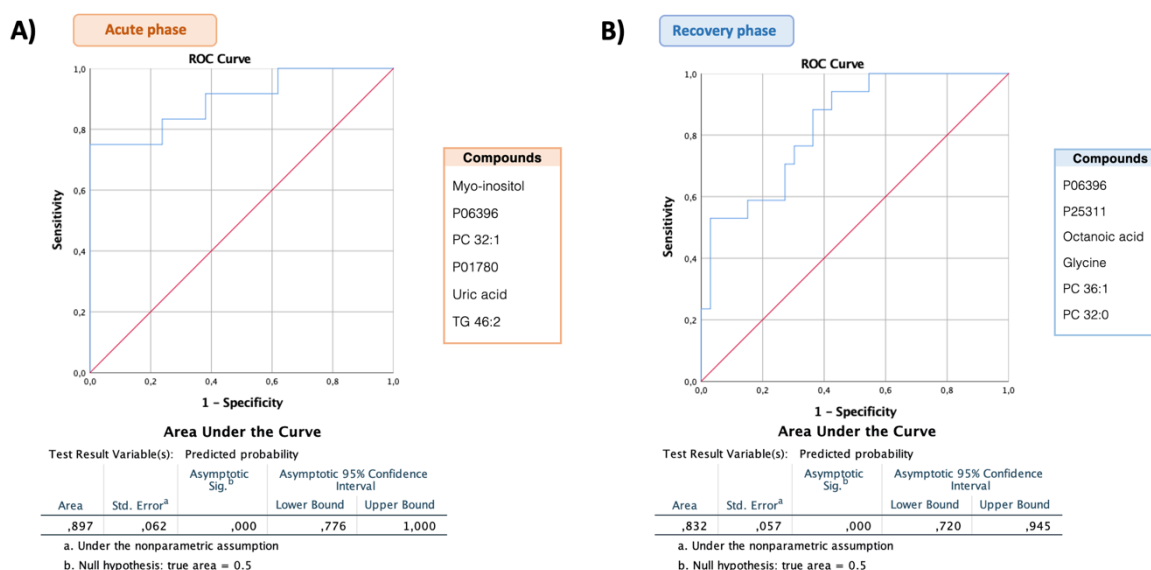 A)
Acute phase
ROC Curve
1,0
0,8
0,6
0,4
0,2
0,0
Sensitivity
0,0 0,2 0,4 0,6 0,8 1,0
1 - Specificity
Compounds
Myo-inositol
P06396
PC 32:1
P01780
Uric acid
TG 46:2
Area Under the Curve
Test Result Variable(s): Predicted probability
Area Std. Errorᵃ Asymptotic Sig.ᵇ Asymptotic 95% Confidence Interval
Lower Bound Upper Bound
,897 ,062 ,000 ,776 1,000
a. Under the nonparametric assumption
b. Null hypothesis: true area = 0.5
B)
Recovery phase
ROC Curve
1,0
0,8
0,6
0,4
0,2
0,0
Sensitivity
0,0 0,2 0,4 0,6 0,8 1,0
1 - Specificity
Compounds
P06396
P25311
Octanoic acid
Glycine
PC 36:1
PC 32:0
Area Under the Curve
Test Result Variable(s): Predicted probability
Area Std. Errorᵃ Asymptotic Sig.ᵇ Asymptotic 95% Confidence Interval
Lower Bound Upper Bound
,832 ,057 ,000 ,720 ,945
a. Under the nonparametric assumption
b. Null hypothesis: true area = 0.5